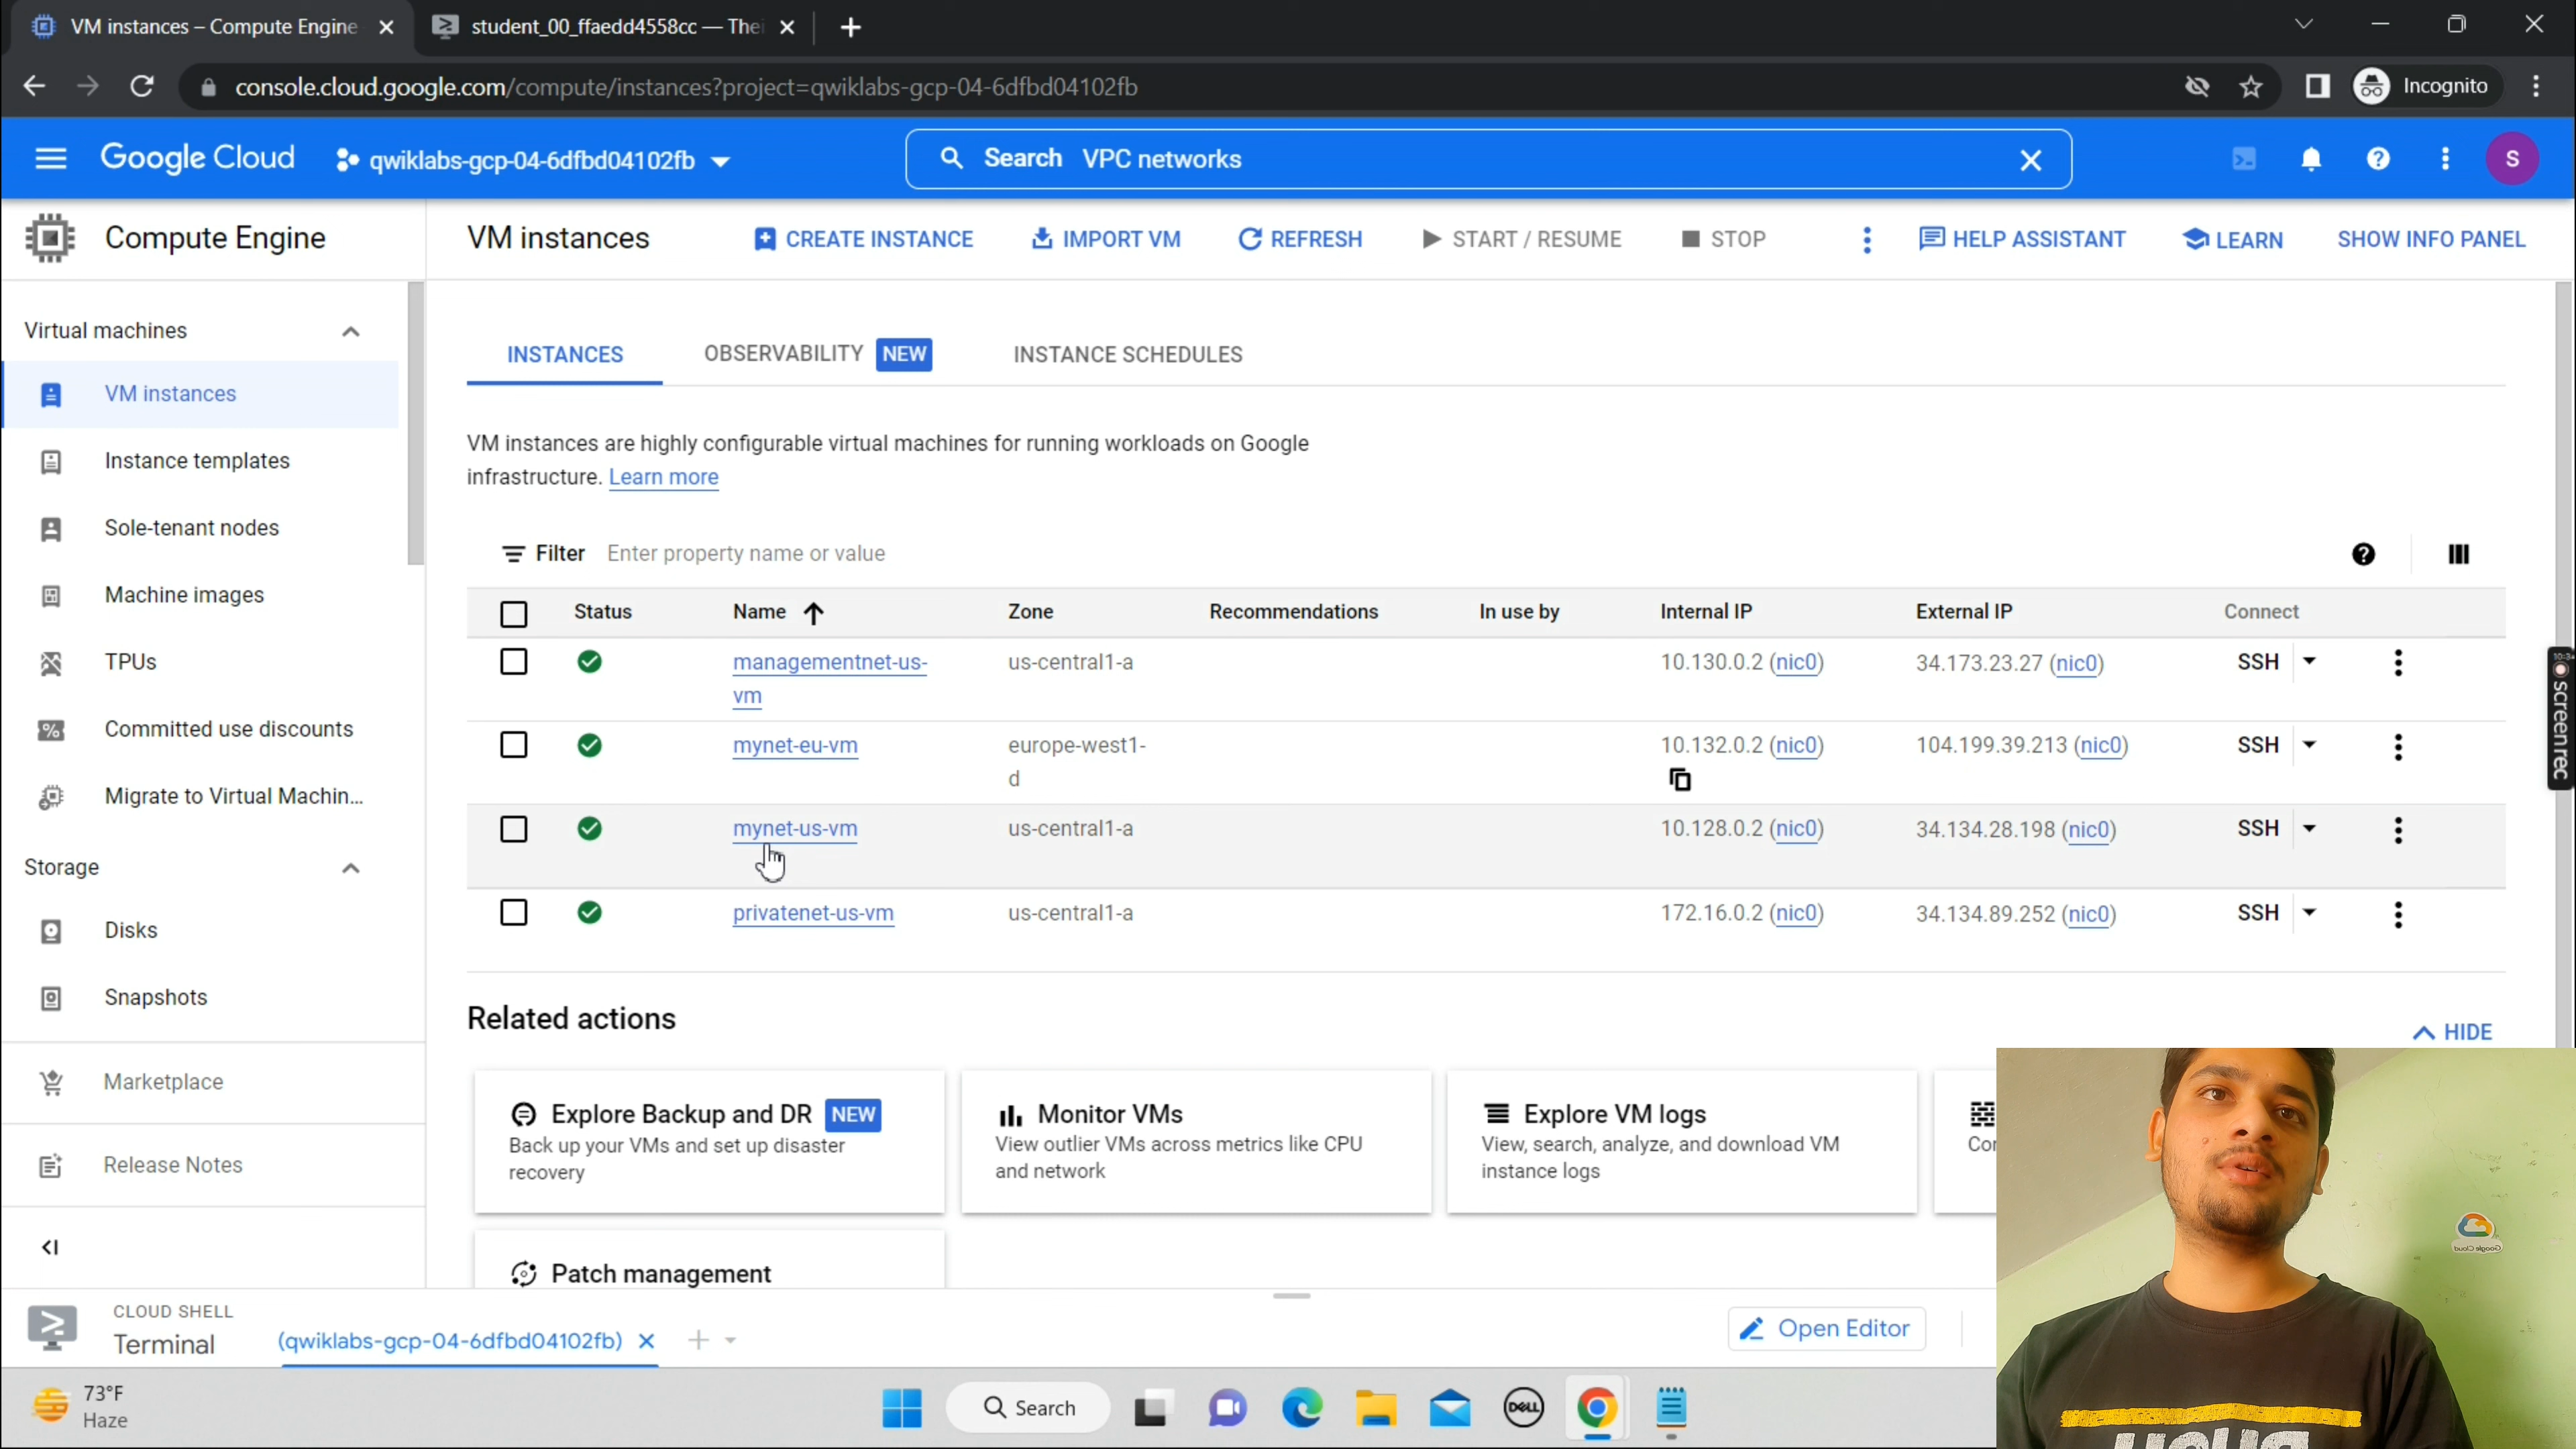 VM instances – Compute Engine
student_00_ffaedd4558cc — Thei
console.cloud.google.com/compute/instances?project=qwiklabs-gcp-04-6dfbd04102fb
Incognito
Google Cloud
qwiklabs-gcp-04-6dfbd04102fb
Search VPC networks
S
Compute Engine
VM instances
CREATE INSTANCE
IMPORT VM
REFRESH
START / RESUME
STOP
HELP ASSISTANT
LEARN
SHOW INFO PANEL
Virtual machines
VM instances
Instance templates
Sole-tenant nodes
Machine images
TPUs
Committed use discounts
Migrate to Virtual Machin...
Storage
Disks
Snapshots
Marketplace
Release Notes
INSTANCES
OBSERVABILITY NEW
INSTANCE SCHEDULES
VM instances are highly configurable virtual machines for running workloads on Google
infrastructure. Learn more
Filter Enter property name or value
Status Name Zone Recommendations In use by Internal IP External IP Connect
managementnet-us- us-central1-a 10.130.0.2 (nic0) 34.173.23.27 (nic0) SSH
vm
mynet-eu-vm europe-west1- 10.132.0.2 (nic0) 104.199.39.213 (nic0) SSH
d
mynet-us-vm us-central1-a 10.128.0.2 (nic0) 34.134.28.198 (nic0) SSH
privatenet-us-vm us-central1-a 172.16.0.2 (nic0) 34.134.89.252 (nic0) SSH
screenrec
Related actions
HIDE
Explore Backup and DR NEW
Back up your VMs and set up disaster
recovery
Monitor VMs
View outlier VMs across metrics like CPU
and network
Explore VM logs
View, search, analyze, and download VM
instance logs
Patch management
CLOUD SHELL
Terminal
(qwiklabs-gcp-04-6dfbd04102fb)
Open Editor
73°F
Haze
Search
DELL
Google Cloud